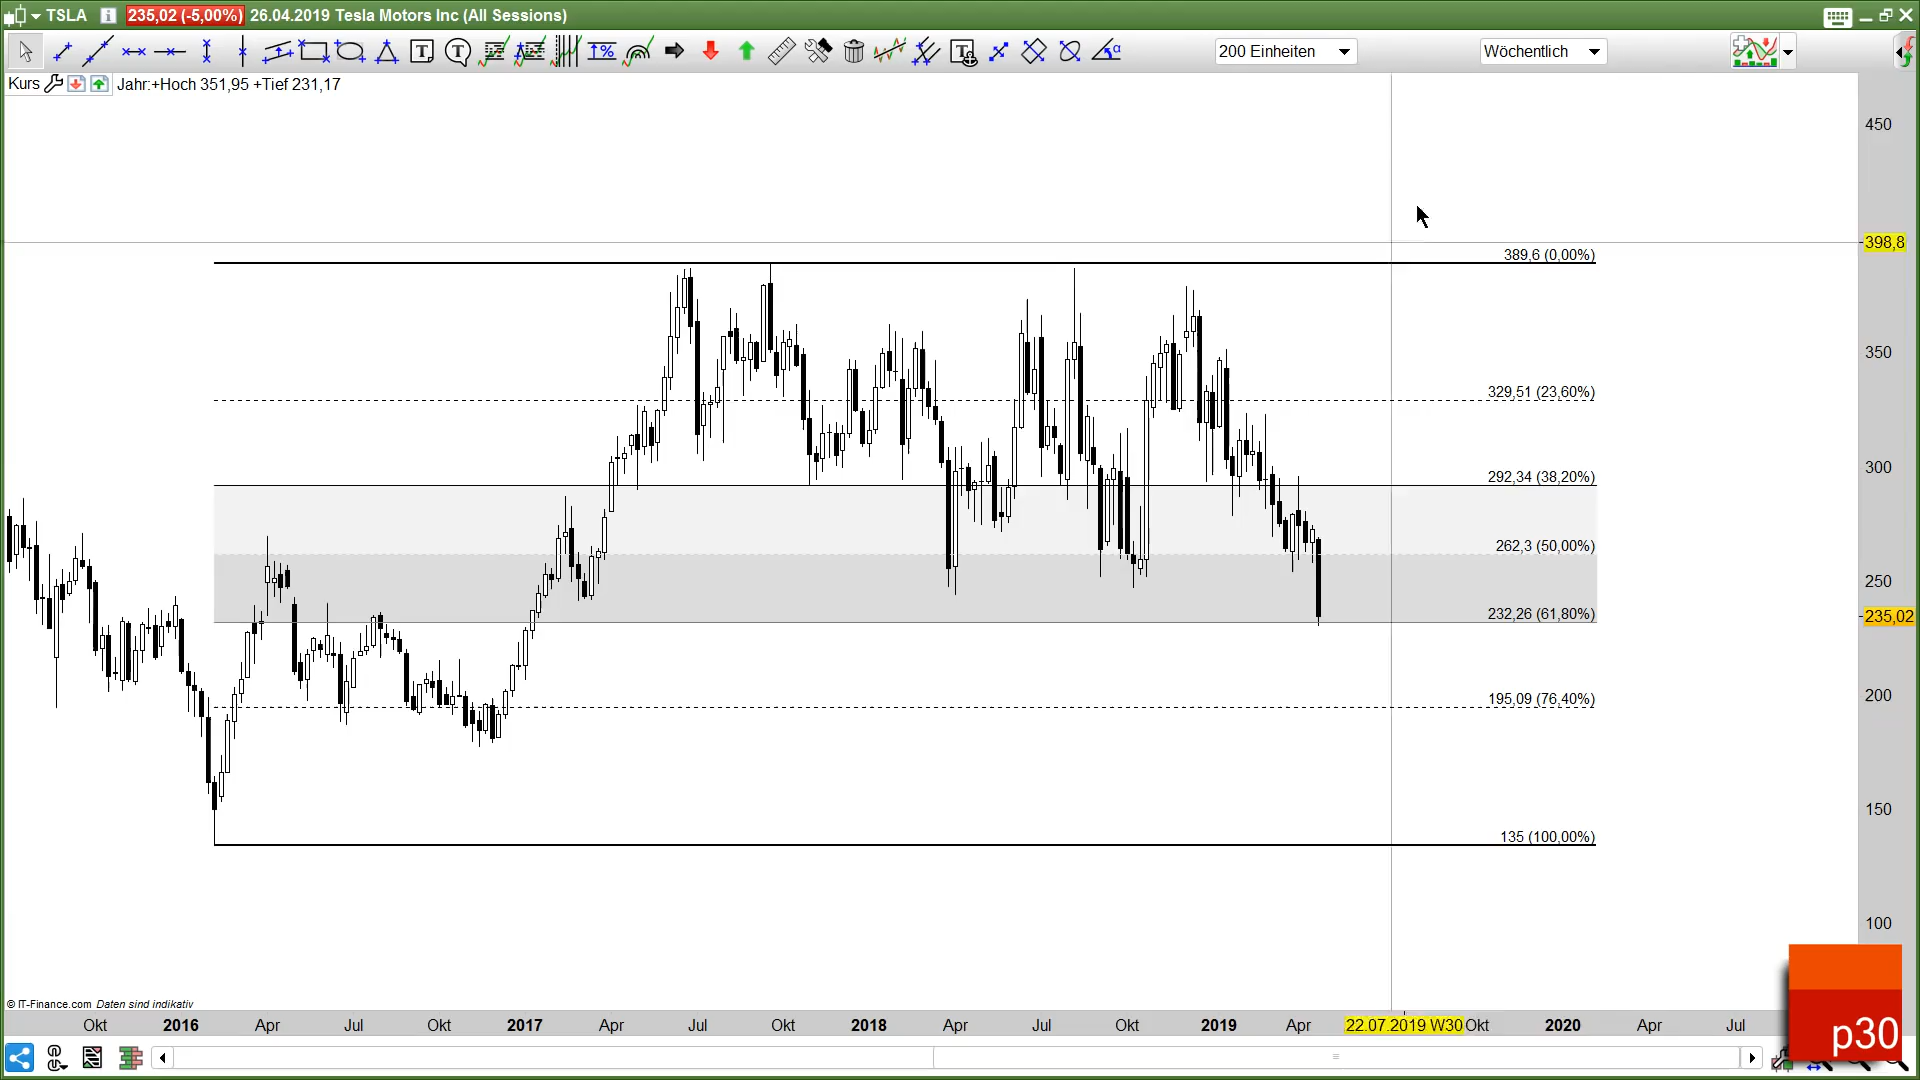 TSLA 235,02 (-5,00%) 26.04.2019 Tesla Motors Inc (All Sessions)
200 Einheiten
Wöchentlich
Kurs Jahr:+Hoch 351,95 +Tief 231,17
450
398,8
389,6 (0,00%)
350
329,51 (23,60%)
300
292,34 (38,20%)
262,3 (50,00%)
250
232,26 (61,80%)
235,02
195,09 (76,40%)
200
150
135 (100,00%)
100
© IT-Finance.com Daten sind indikativ
Okt 2016 Apr Jul Okt 2017 Apr Jul Okt 2018 Apr Jul Okt 2019 Apr 22.07.2019 W30 Okt 2020 Apr Jul
p30